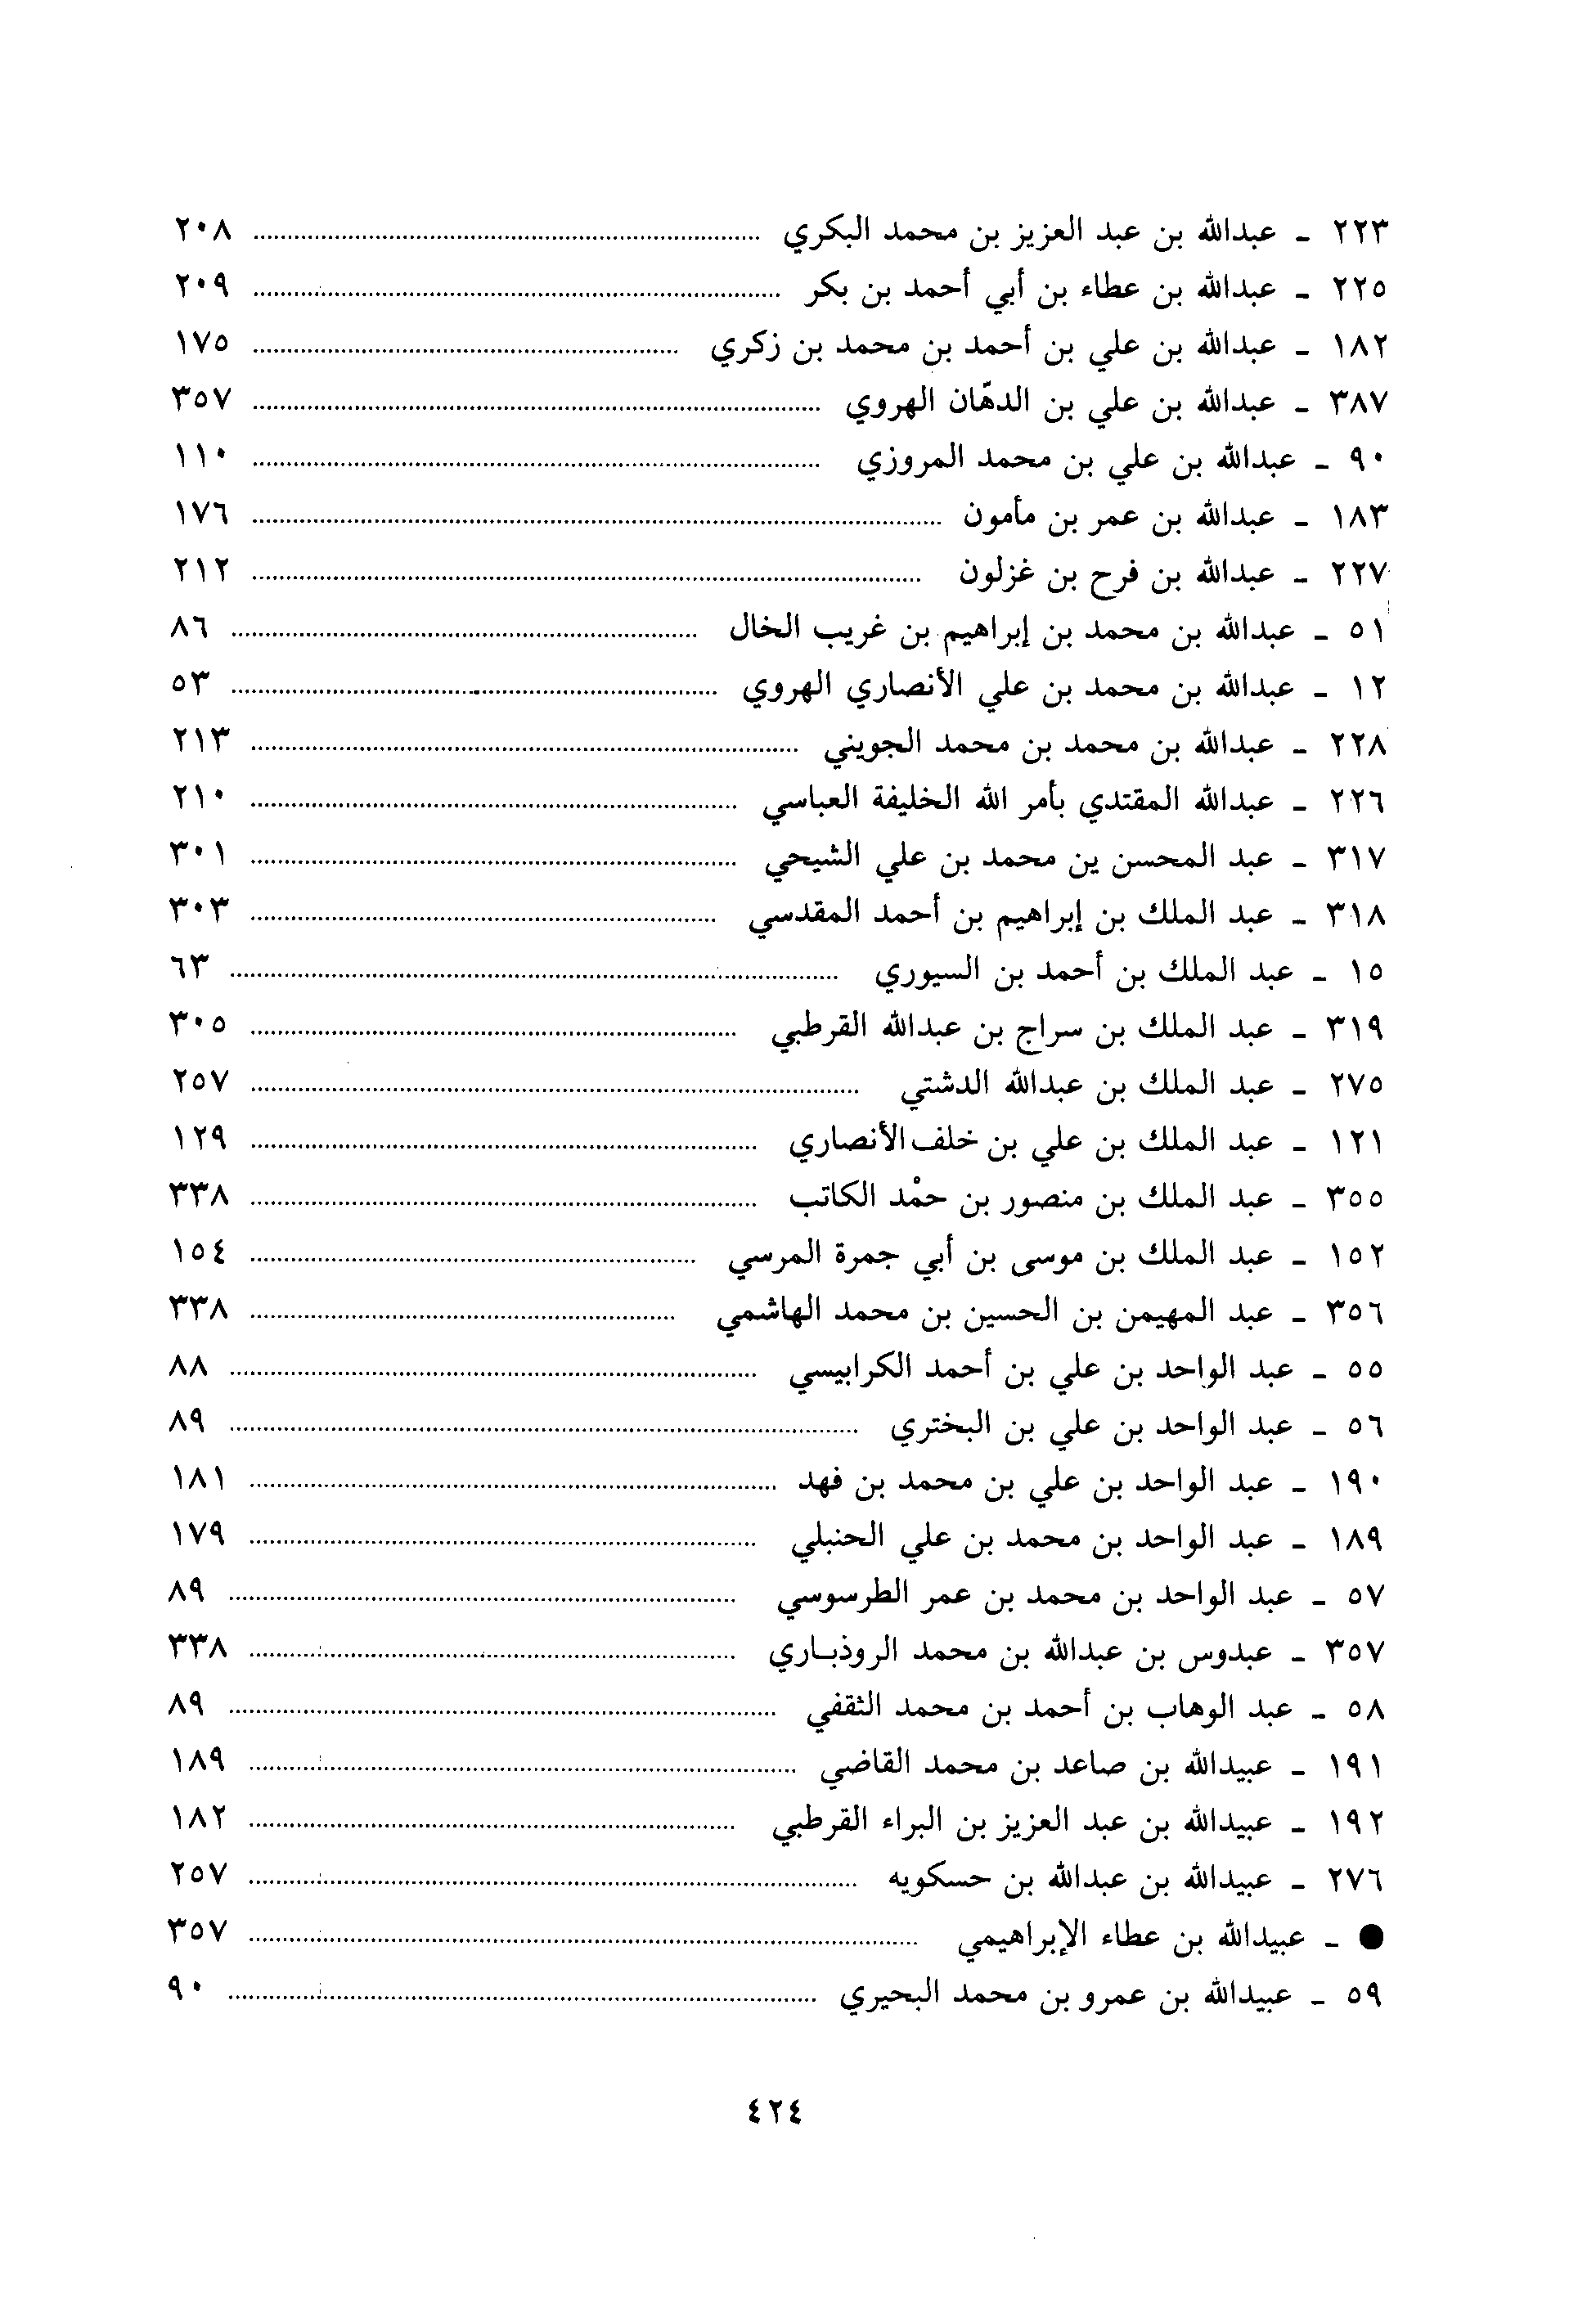 ٢٢٣ - عبدالله بن عبد العزيز بن محمد البكري ........ ٢٠٨
٢٢٥ - عبدالله بن عطاء بن أبي أحمد بن بكر ........ ٢٠٩
١٨٢ - عبدالله بن علي بن أحمد بن محمد بن زكري ........ ١٧٥
٣٨٧ - عبدالله بن علي بن الدهّان الهروي ........ ٣٥٧
٩٠ - عبدالله بن علي بن محمد المروزي ........ ١١٠
١٨٣ - عبدالله بن عمر بن مأمون ........ ١٧٦
٢٢٧ - عبدالله بن فرح بن غزلون ........ ٢١٢
٥١ - عبدالله بن محمد بن إبراهيم بن غريب الخال ........ ٨٦
١٢ - عبدالله بن محمد بن علي الأنصاري الهروي ........ ٥٣
٢٢٨ - عبدالله بن محمد بن محمد الجويني ........ ٢١٣
٢٢٦ - عبدالله المقتدي بأمر الله الخليفة العباسي ........ ٢١٠
٣١٧ - عبد المحسن ين محمد بن علي الشيحي ........ ٣٠١
٣١٨ - عبد الملك بن إبراهيم بن أحمد المقدسي ........ ٣٠٣
١٥ - عبد الملك بن أحمد بن السيوري ........ ٦٣
٣١٩ - عبد الملك بن سراج بن عبدالله القرطبي ........ ٣٠٥
٢٧٥ - عبد الملك بن عبدالله الدشتي ........ ٢٥٧
١٢١ - عبد الملك بن علي بن خلف الأنصاري ........ ١٢٩
٣٥٥ - عبد الملك بن منصور بن حمْد الكاتب ........ ٣٣٨
١٥٢ - عبد الملك بن موسى بن أبي جمرة المرسي ........ ١٥٤
٣٥٦ - عبد المهيمن بن الحسين بن محمد الهاشمي ........ ٣٣٨
٥٥ - عبد الواحد بن علي بن أحمد الكرابيسي ........ ٨٨
٥٦ - عبد الواحد بن علي بن البختري ........ ٨٩
١٩٠ - عبد الواحد بن علي بن محمد بن فهد ........ ١٨١
١٨٩ - عبد الواحد بن محمد بن علي الحنبلي ........ ١٧٩
٥٧ - عبد الواحد بن محمد بن عمر الطرسوسي ........ ٨٩
٣٥٧ - عبدوس بن عبدالله بن محمد الروذبـاري ........ ٣٣٨
٥٨ - عبد الوهاب بن أحمد بن محمد الثقفي ........ ٨٩
١٩١ - عبيدالله بن صاعد بن محمد القاضي ........ ١٨٩
١٩٢ - عبيدالله بن عبد العزيز بن البراء القرطبي ........ ١٨٢
٢٧٦ - عبيدالله بن عبدالله بن حسكويه ........ ٢٥٧
● - عبيدالله بن عطاء الإبراهيمي ........ ٣٥٧
٥٩ - عبيدالله بن عمرو بن محمد البحيري ........ ٩٠
٤٢٤